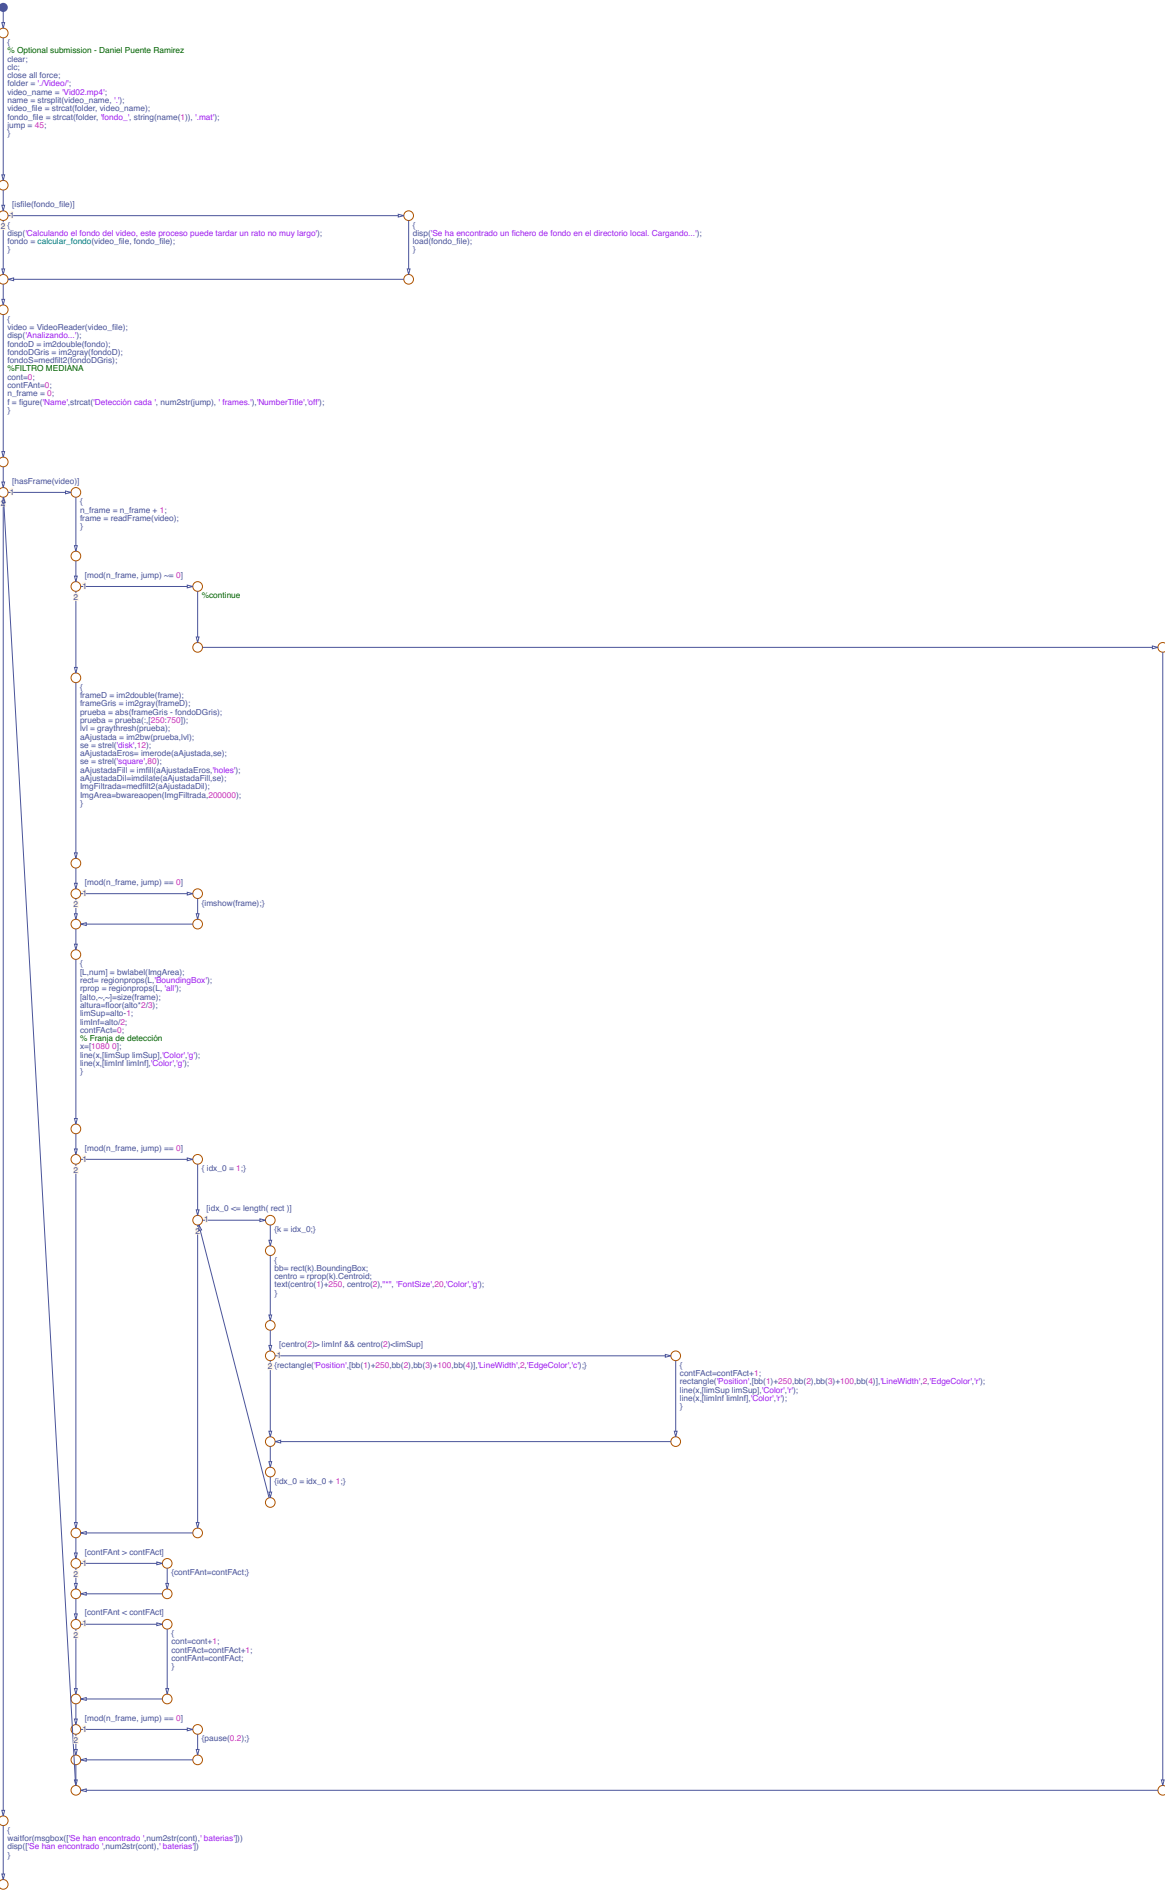 {
% Optional submission - Daniel Puente Ramirez
clear;
clc;
close all force;
folder = './Video/';
video_name = 'Vid02.mp4';
name = strsplit(video_name, '.');
video_file = strcat(folder, video_name);
fondo_file = strcat(folder, 'fondo_', string(name(1)), '.mat');
jump = 45;
}
[isfile(fondo_file)]
1
2
{
disp('Calculando el fondo del video, este proceso puede tardar un rato no muy largo');
fondo = calcular_fondo(video_file, fondo_file);
}
{
disp('Se ha encontrado un fichero de fondo en el directorio local. Cargando...');
load(fondo_file);
}
{
video = VideoReader(video_file);
disp('Analizando...');
fondoD = im2double(fondo);
fondoDGris = im2gray(fondoD);
fondoS=medfilt2(fondoDGris);
%FILTRO MEDIANA
cont=0;
contFAnt=0;
n_frame = 0;
f = figure('Name',strcat('Detección cada ', num2str(jump), ' frames.'),'NumberTitle','off');
}
[hasFrame(video)]
1
2
{
n_frame = n_frame + 1;
frame = readFrame(video);
}
[mod(n_frame, jump) ~= 0]
1
2
%continue
{
frameD = im2double(frame);
frameGris = im2gray(frameD);
prueba = abs(frameGris - fondoDGris);
prueba = prueba(:,[250:750]);
lvl = graythresh(prueba);
aAjustada = im2bw(prueba,lvl);
se = strel('disk',12);
aAjustadaEros= imerode(aAjustada,se);
se = strel('square',80);
aAjustadaFill = imfill(aAjustadaEros,'holes');
aAjustadaDil=imdilate(aAjustadaFill,se);
ImgFiltrada=medfilt2(aAjustadaDil);
ImgArea=bwareaopen(ImgFiltrada,200000);
}
[mod(n_frame, jump) == 0]
1
2
{imshow(frame);}
{
[L,num] = bwlabel(ImgArea);
rect= regionprops(L,'BoundingBox');
rprop = regionprops(L, 'all');
[alto,~,~]=size(frame);
altura=floor(alto*2/3);
limSup=alto-1;
limInf=alto/2;
contFAct=0;
% Franja de detección
x=[1080 0];
line(x,[limSup limSup],'Color','g');
line(x,[limInf limInf],'Color','g');
}
[mod(n_frame, jump) == 0]
1
2
{ idx_0 = 1;}
[idx_0 <= length( rect )]
1
2
{k = idx_0;}
{
bb= rect(k).BoundingBox;
centro = rprop(k).Centroid;
text(centro(1)+250, centro(2),"*", 'FontSize',20,'Color','g');
}
[centro(2)> limInf && centro(2)<limSup]
1
2
{rectangle('Position',[bb(1)+250,bb(2),bb(3)+100,bb(4)],'LineWidth',2,'EdgeColor','c');}
{
contFAct=contFAct+1;
rectangle('Position',[bb(1)+250,bb(2),bb(3)+100,bb(4)],'LineWidth',2,'EdgeColor','r');
line(x,[limSup limSup],'Color','r');
line(x,[limInf limInf],'Color','r');
}
{idx_0 = idx_0 + 1;}
[contFAnt > contFAct]
1
2
{contFAnt=contFAct;}
[contFAnt < contFAct]
1
2
{
cont=cont+1;
contFAct=contFAct+1;
contFAnt=contFAct;
}
[mod(n_frame, jump) == 0]
1
2
{pause(0.2);}
{
waitfor(msgbox(['Se han encontrado ',num2str(cont),' baterias']))
disp(['Se han encontrado ',num2str(cont),' baterias'])
}